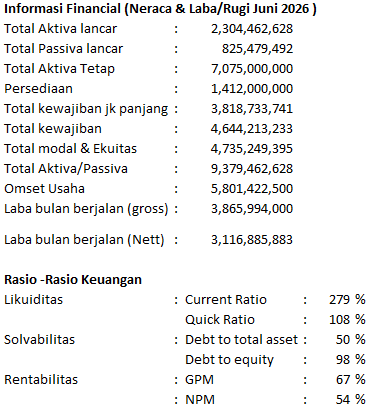 Informasi Financial (Neraca & Laba/Rugi Juni 2026 )
Total Aktiva lancar : 2,304,462,628
Total Passiva lancar : 825,479,492
Total Aktiva Tetap : 7,075,000,000
Persediaan : 1,412,000,000
Total kewajiban jk panjang : 3,818,733,741
Total kewajiban : 4,644,213,233
Total modal & Ekuitas : 4,735,249,395
Total Aktiva/Passiva : 9,379,462,628
Omset Usaha : 5,801,422,500
Laba bulan berjalan (gross) : 3,865,994,000
Laba bulan berjalan (Nett) : 3,116,885,883
Rasio -Rasio Keuangan
Likuiditas : Current Ratio : 279 %
Quick Ratio : 108 %
Solvabilitas : Debt to total asset : 50 %
Debt to equity : 98 %
Rentabilitas : GPM : 67 %
: NPM : 54 %